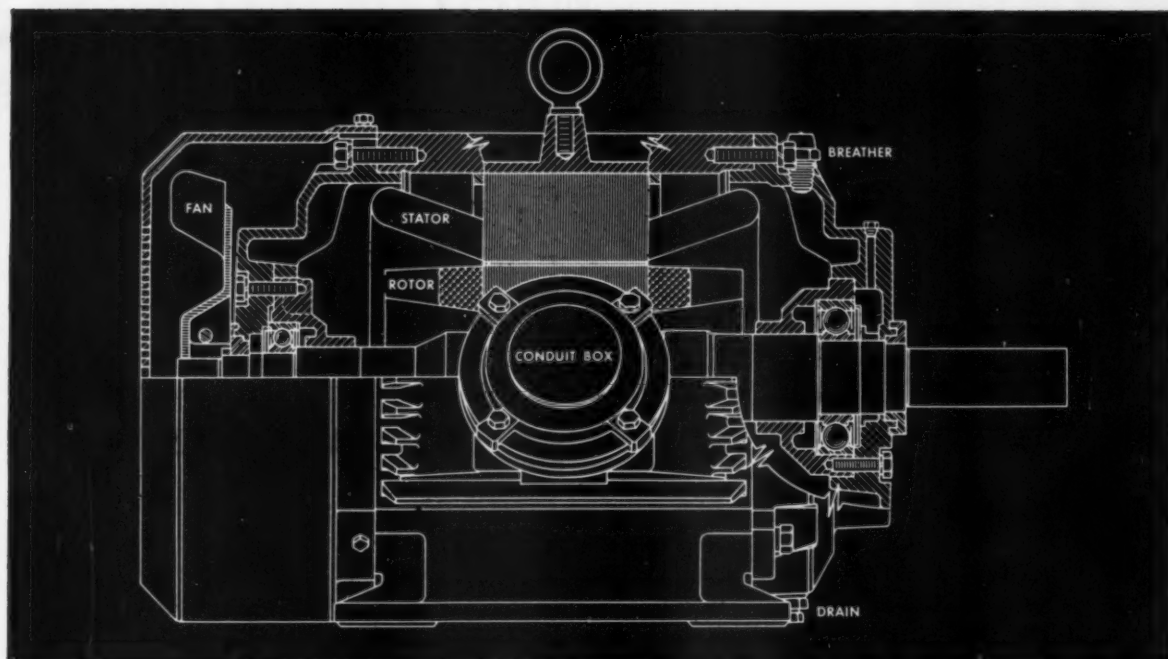 BREATHER
FAN
STATOR
ROTOR
CONDUIT BOX
DRAIN